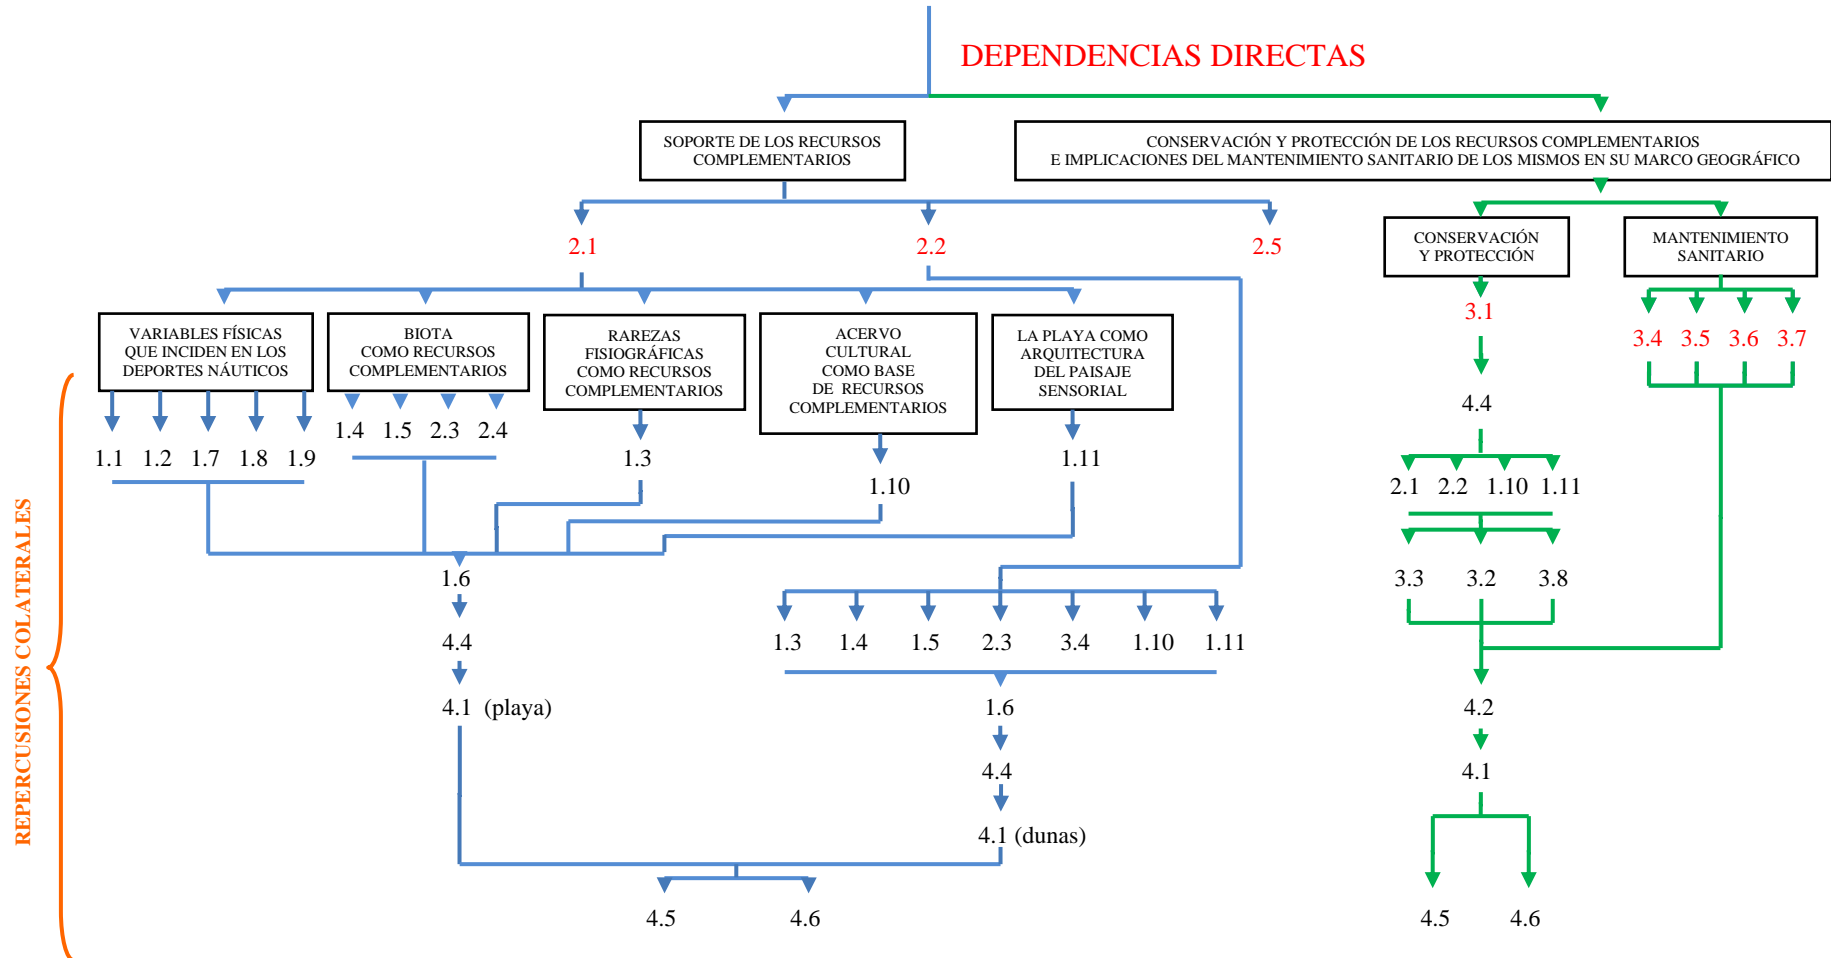 DEPENDENCIAS DIRECTAS
SOPORTE DE LOS RECURSOS
COMPLEMENTARIOS
CONSERVACIÓN Y PROTECCIÓN DE LOS RECURSOS COMPLEMENTARIOS
E IMPLICACIONES DEL MANTENIMIENTO SANITARIO DE LOS MISMOS EN SU MARCO GEOGRÁFICO
2.1
2.2
2.5
CONSERVACIÓN
Y PROTECCIÓN
MANTENIMIENTO
SANITARIO
VARIABLES FÍSICAS
QUE INCIDEN EN LOS
DEPORTES NÁUTICOS
BIOTA
COMO RECURSOS
COMPLEMENTARIOS
RAREZAS
FISIOGRÁFICAS
COMO RECURSOS
COMPLEMENTARIOS
ACERVO
CULTURAL
COMO BASE
DE RECURSOS
COMPLEMENTARIOS
LA PLAYA COMO
ARQUITECTURA
DEL PAISAJE
SENSORIAL
3.1
3.4 3.5 3.6 3.7
REPERCUSIONES COLATERALES
1.1 1.2 1.7 1.8 1.9
1.4 1.5 2.3 2.4
1.3
1.10
1.11
4.4
2.1 2.2 1.10 1.11
3.3 3.2 3.8
1.6
4.4
4.1 (playa)
1.3 1.4 1.5 2.3 3.4 1.10 1.11
1.6
4.4
4.1 (dunas)
4.5 4.6
4.2
4.1
4.5 4.6